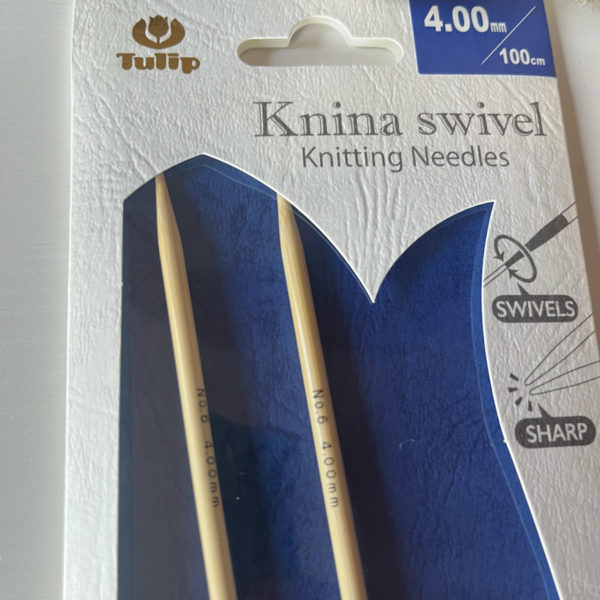 Tulip
4.00mm
100cm
Knina swivel
Knitting Needles
SWIVELS
No.6 4.00mm
No.6 4.00mm
SHARP